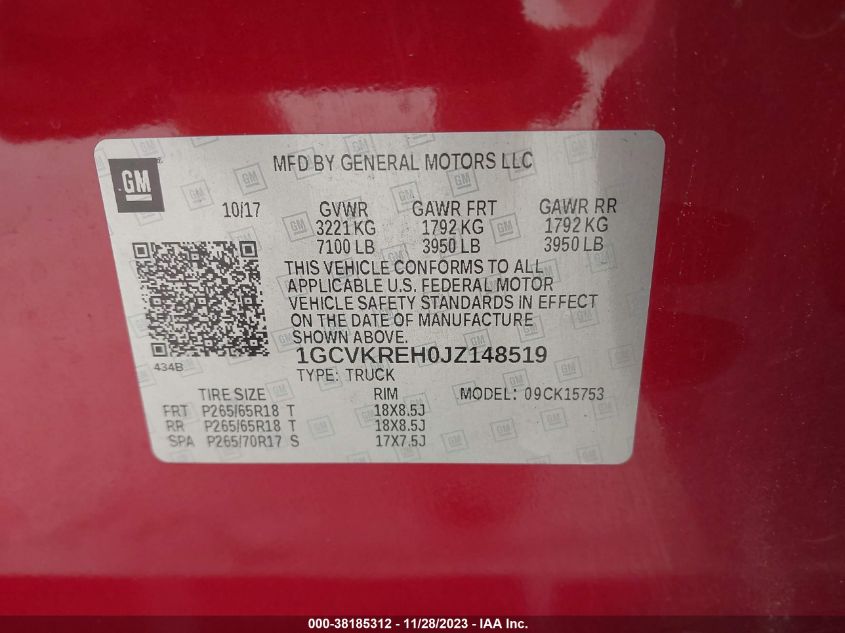 GM
MFD BY GENERAL MOTORS LLC
10/17 GVWR GAWR FRT GAWR RR
3221 KG 1792 KG 1792 KG
7100 LB 3950 LB 3950 LB
THIS VEHICLE CONFORMS TO ALL
APPLICABLE U.S. FEDERAL MOTOR
VEHICLE SAFETY STANDARDS IN EFFECT
ON THE DATE OF MANUFACTURE
SHOWN ABOVE.
434B
1GCVKREH0JZ148519
TYPE: TRUCK
TIRE SIZE RIM MODEL: 09CK15753
FRT P265/65R18 T 18X8.5J
RR P265/65R18 T 18X8.5J
SPA P265/70R17 S 17X7.5J
000-38185312 - 11/28/2023 - IAA Inc.